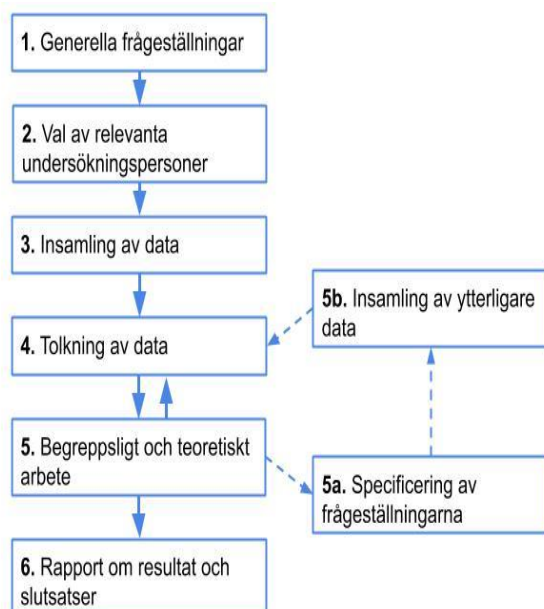 1. Generella frågeställningar
2. Val av relevanta
undersökningspersoner
3. Insamling av data
4. Tolkning av data
5b. Insamling av ytterligare
data
5. Begreppsligt och teoretiskt
arbete
5a. Specificering av
frågeställningarna
6. Rapport om resultat och
slutsatser